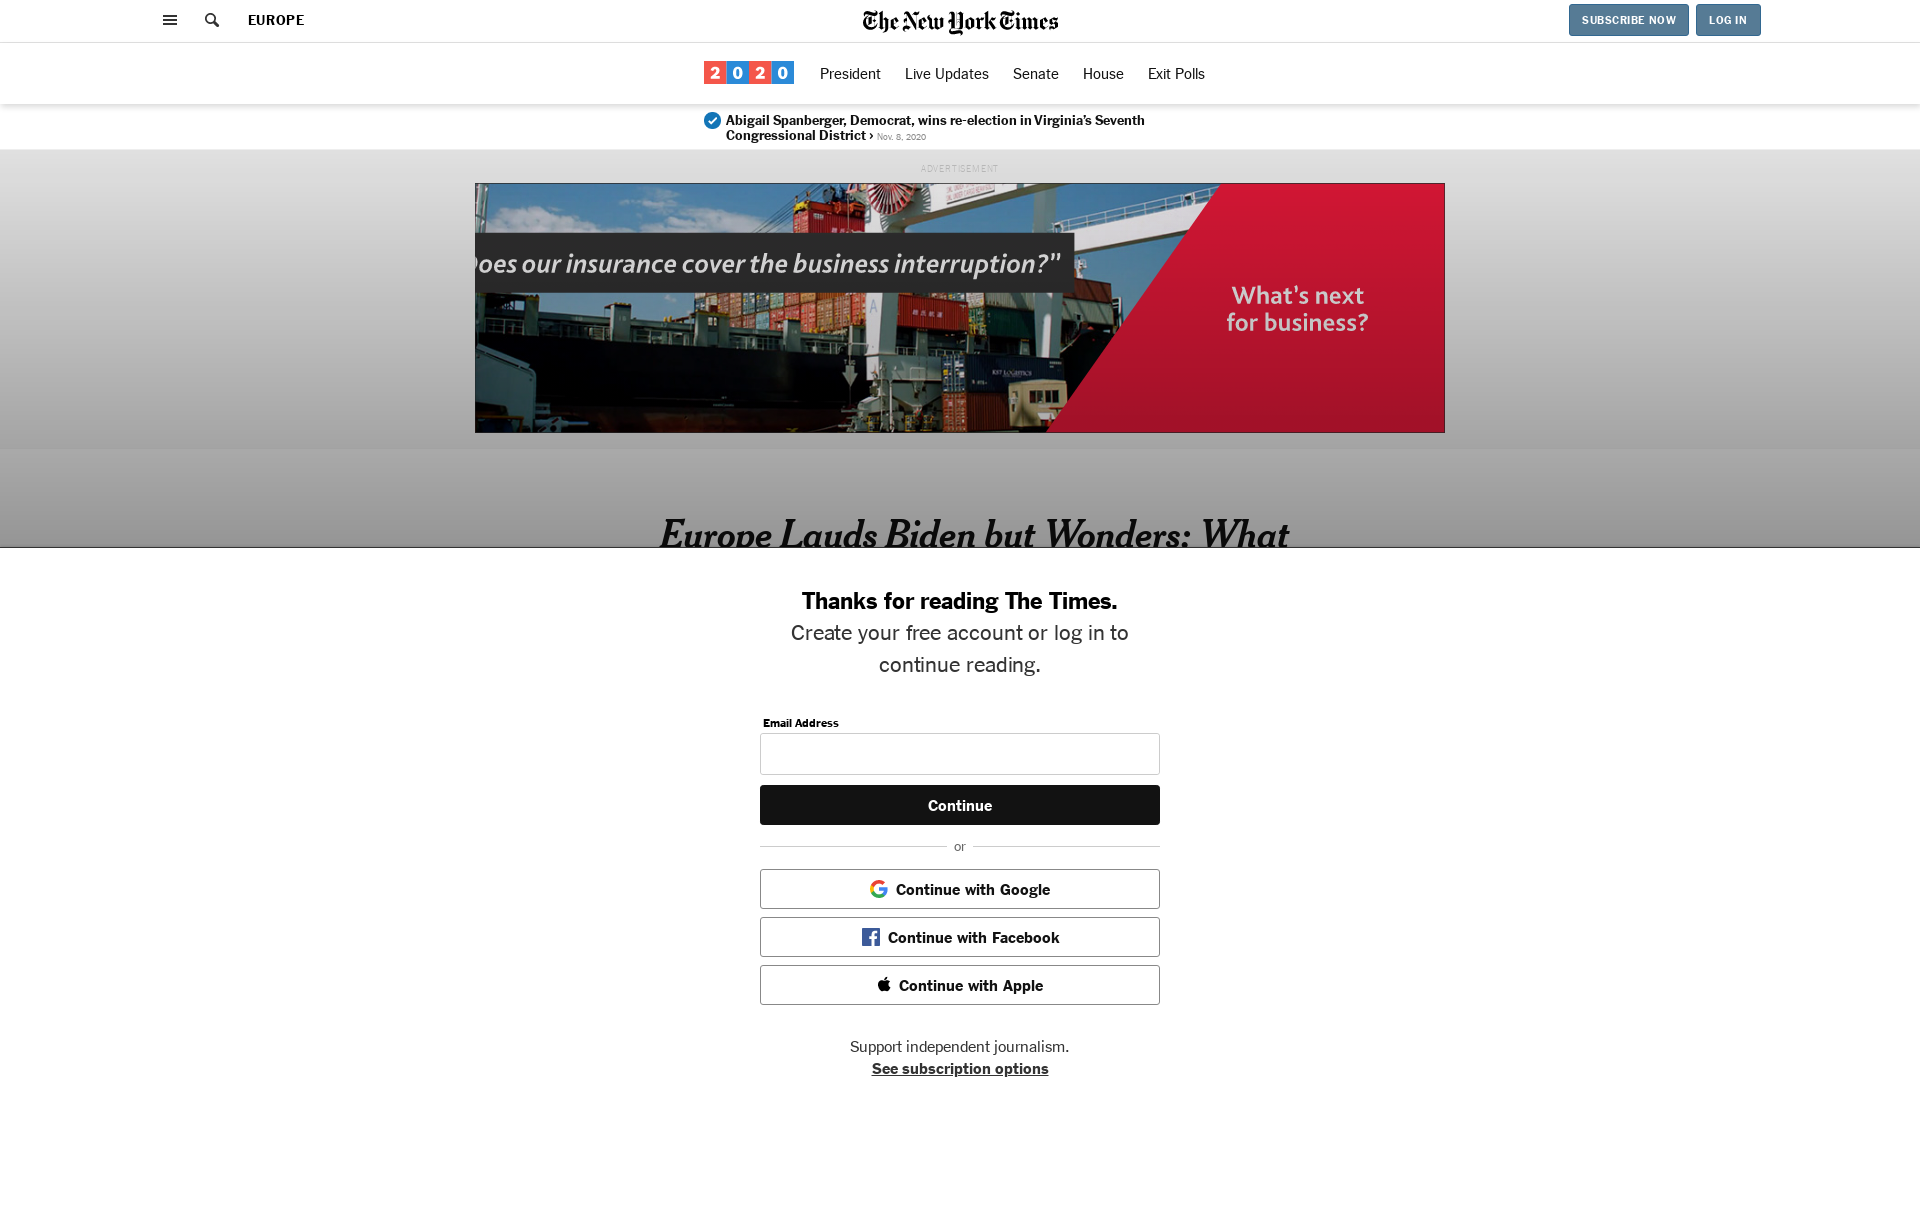 EUROPE
The New York Times
SUBSCRIBE NOW
LOG IN
2020
President
Live Updates
Senate
House
Exit Polls
Abigail Spanberger, Democrat, wins re-election in Virginia's Seventh
Congressional District › Nov. 8, 2020
ADVERTISEMENT
oes our insurance cover the business interruption?”
What's next
for business?
Europe Lauds Biden but Wonders: What
Thanks for reading The Times.
Create your free account or log in to
continue reading.
Email Address
Continue
or
Continue with Google
Continue with Facebook
Continue with Apple
Support independent journalism.
See subscription options